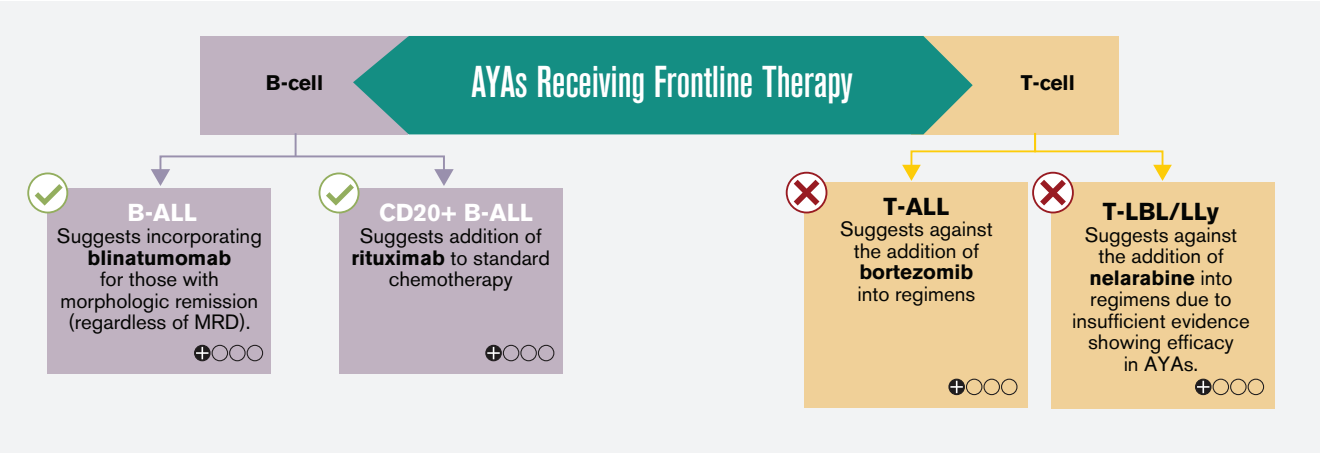 B-cell
AYAs Receiving Frontline Therapy
T-cell
B-ALL
Suggests incorporating
blinatumomab
for those with
morphologic remission
(regardless of MRD).
CD20+ B-ALL
Suggests addition of
rituximab to standard
chemotherapy
T-ALL
Suggests against
the addition of
bortezomib
into regimens
T-LBL/LLy
Suggests against
the addition of
nelarabine into
regimens due to
insufficient evidence
showing efficacy
in AYAs.